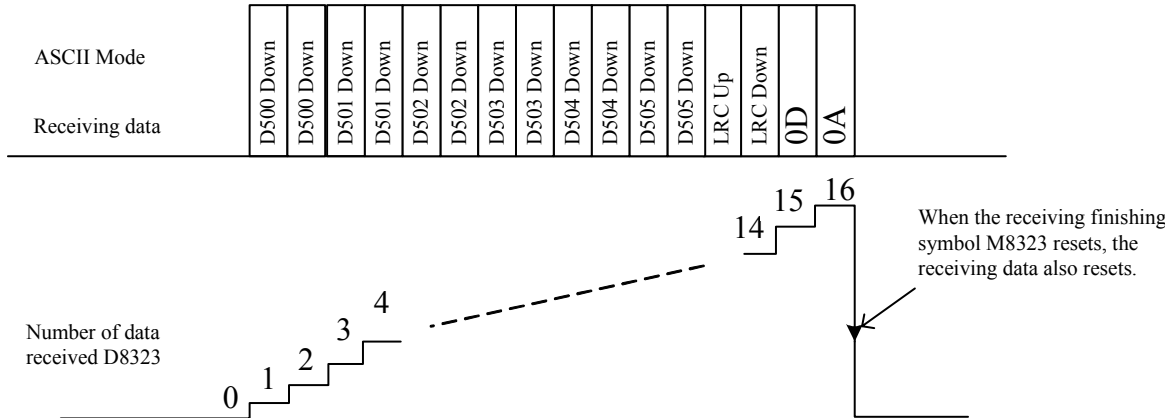 ASCII Mode
Receiving data
D500 Down
D500 Down
D501 Down
D501 Down
D502 Down
D502 Down
D503 Down
D503 Down
D504 Down
D504 Down
D505 Down
D505 Down
LRC Up
LRC Down
0D
0A
0
1
2
3
4
14
15
16
When the receiving finishing
symbol M8323 resets, the
receiving data also resets.
Number of data
received D8323